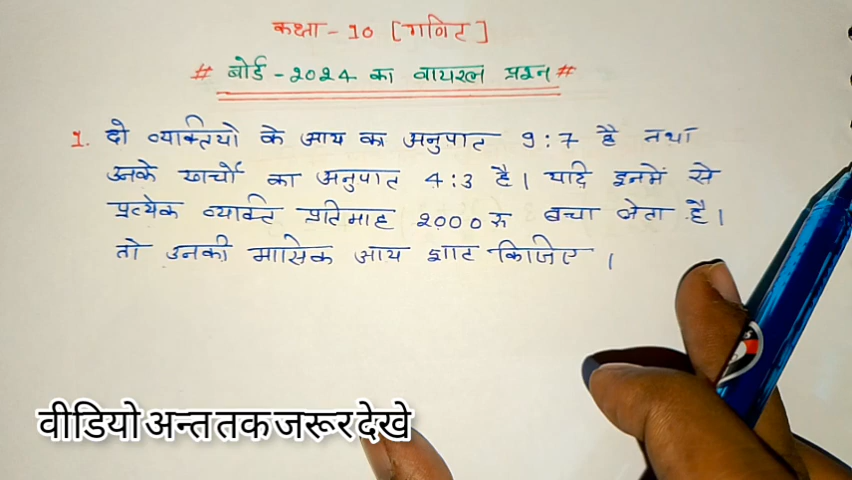 कक्षा - 10 [गणित]
# बोर्ड - 2024 का वायरल प्रश्न #
1. दो व्यक्तियो के आय का अनुपात 9:7 है तथा
उनके खर्चों का अनुपात 4:3 है। यदि इनमें से
प्रत्येक व्यक्ति प्रतिमाह 2000 रू बचा लेता है।
तो उनकी मासिक आय ज्ञाट किजिए ।
वीडियो अन्त तक जरूर देखे